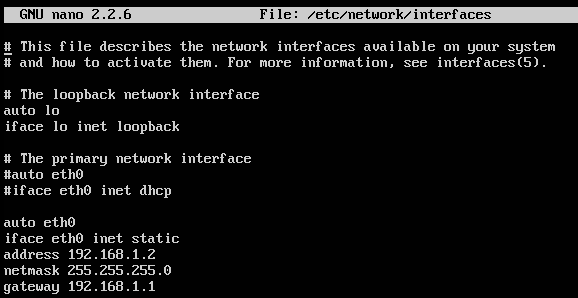 GNU nano 2.2.6 File: /etc/network/interfaces
# This file describes the network interfaces available on your system
# and how to activate them. For more information, see interfaces(5).
# The loopback network interface
auto lo
iface lo inet loopback
# The primary network interface
#auto eth0
#iface eth0 inet dhcp
auto eth0
iface eth0 inet static
address 192.168.1.2
netmask 255.255.255.0
gateway 192.168.1.1